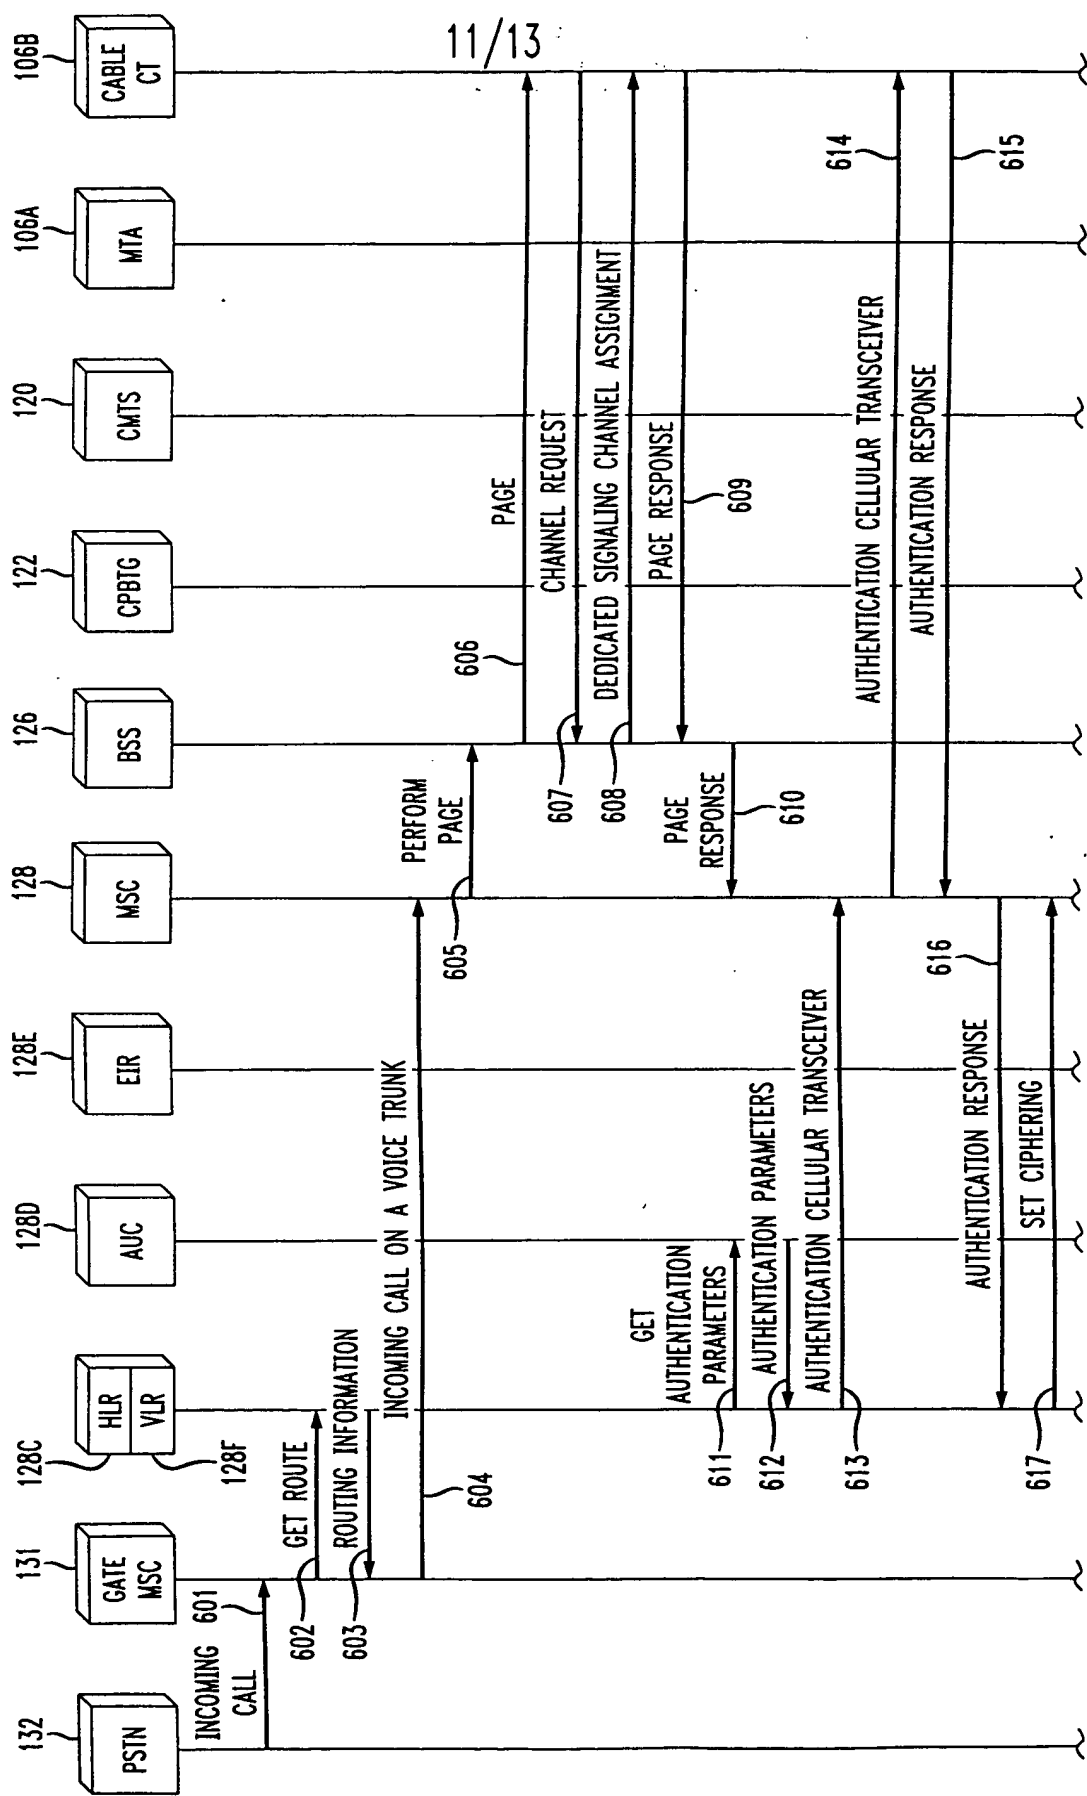 11/13
132
131
128C
128F
128D
128E
128
126
122
120
106A
106B
PSTN
GATE
MSC
HLR
VLR
AUC
EIR
MSC
BSS
CPBTG
CMTS
MTA
CABLE
CT
INCOMING
CALL
601
GET ROUTE
602
ROUTING INFORMATION
603
INCOMING CALL ON A VOICE TRUNK
604
PERFORM
PAGE
605
PAGE
606
CHANNEL REQUEST
607
DEDICATED SIGNALING CHANNEL ASSIGNMENT
608
PAGE RESPONSE
609
PAGE
RESPONSE
610
GET
AUTHENTICATION
PARAMETERS
611
AUTHENTICATION PARAMETERS
612
AUTHENTICATION CELLULAR TRANSCEIVER
613
AUTHENTICATION CELLULAR TRANSCEIVER
614
AUTHENTICATION RESPONSE
615
AUTHENTICATION RESPONSE
616
SET CIPHERING
617